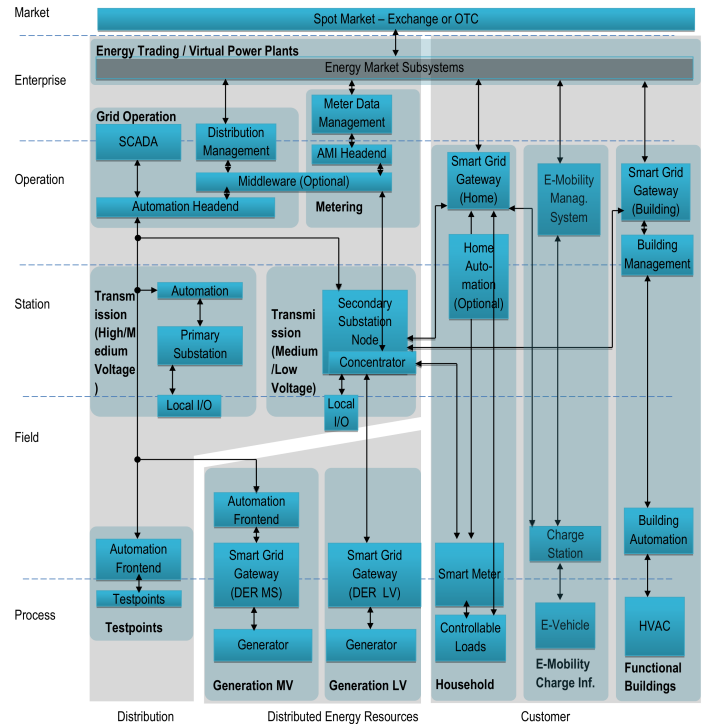 Market
Spot Market – Exchange or OTC
Energy Trading / Virtual Power Plants
Energy Market Subsystems
Enterprise
Grid Operation
SCADA
Distribution
Management
Meter Data
Management
AMI Headend
Operation
Middleware (Optional)
Automation Headend
Metering
Smart Grid
Gateway
(Home)
E-Mobility
Manag.
System
Smart Grid
Gateway
(Building)
Home
Auto-
mation
(Optional)
Building
Management
Station
Transm
ission
(High/M
edium
Voltage
)
Automation
Primary
Substation
Local I/O
Transmi
ssion
(Medium
/Low
Voltage)
Secondary
Substation
Node
Concentrator
Local
I/O
Field
Automation
Frontend
Testpoints
Testpoints
Automation
Frontend
Smart Grid
Gateway
(DER MS)
Generator
Generation MV
Smart Grid
Gateway
(DER LV)
Generator
Generation LV
Smart Meter
Controllable
Loads
Household
Charge
Station
E-Vehicle
E-Mobility
Charge Inf.
Building
Automation
HVAC
Functional
Buildings
Process
Distribution
Distributed Energy Resources
Customer